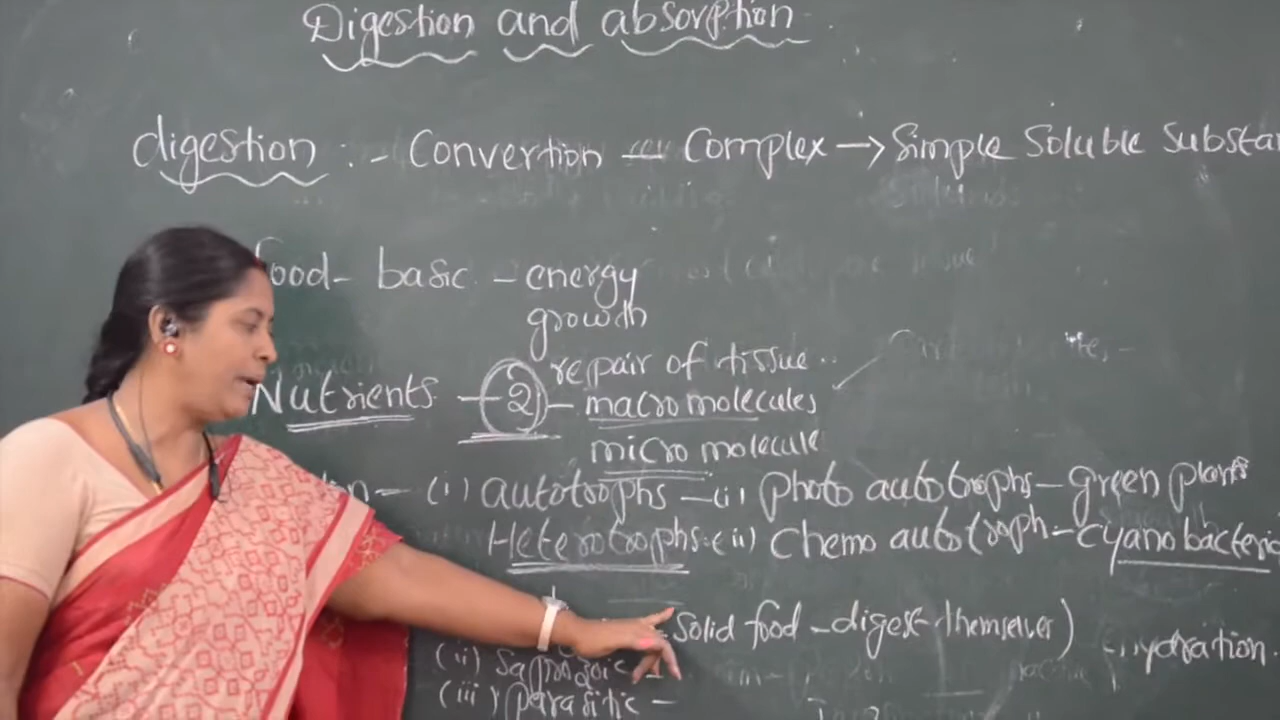 Digestion and absorption
digestion :- Convertion — Complex → Simple Soluble Substan
food - basic - energy
growth
repair of tissue..
Nutrients — 2 — macromolecules
micro molecule
(i) autotrophs — (i) Photo autotrophs — green plants
Heterotrophs: (ii) Chemo autotroph - cyanobacteria
Solid food - digest themselves)
(ii) Saprozoic -
(iii) parasitic -